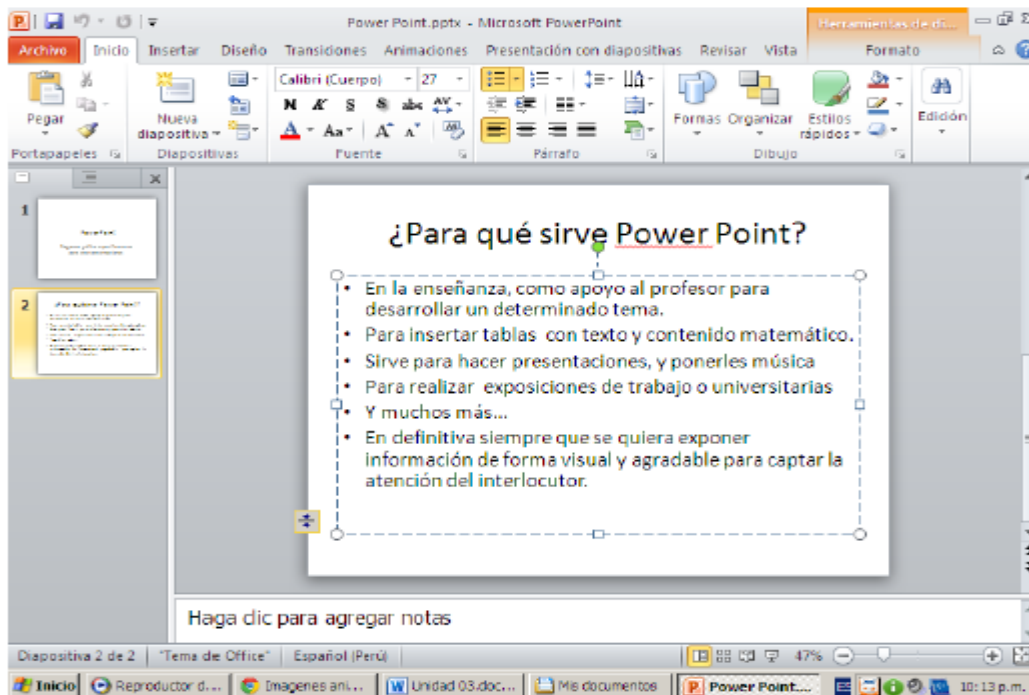 Power Point.pptx - Microsoft PowerPoint
Herramientas de di...
Archivo Inicio Insertar Diseño Transiciones Animaciones Presentación con diapositivas Revisar Vista Formato
Calibri (Cuerpo) 27
Pegar
Nueva diapositiva
Formas Organizar Estilos rápidos
Edición
Portapapeles Diapositivas Fuente Párrafo Dibujo
1
2
¿Para qué sirve Power Point?
• En la enseñanza, como apoyo al profesor para
desarrollar un determinado tema.
• Para insertar tablas con texto y contenido matemático.
• Sirve para hacer presentaciones, y ponerles música
• Para realizar exposiciones de trabajo o universitarias
• Y muchos más...
• En definitiva siempre que se quiera exponer
información de forma visual y agradable para captar la
atención del interlocutor.
Haga clic para agregar notas
Diapositiva 2 de 2 "Tema de Office" Español (Perú) 47%
Inicio Reproductor d... Imagenes ani... Unidad 03.doc... Mis documentos Power Point.... 10:13 p.m.